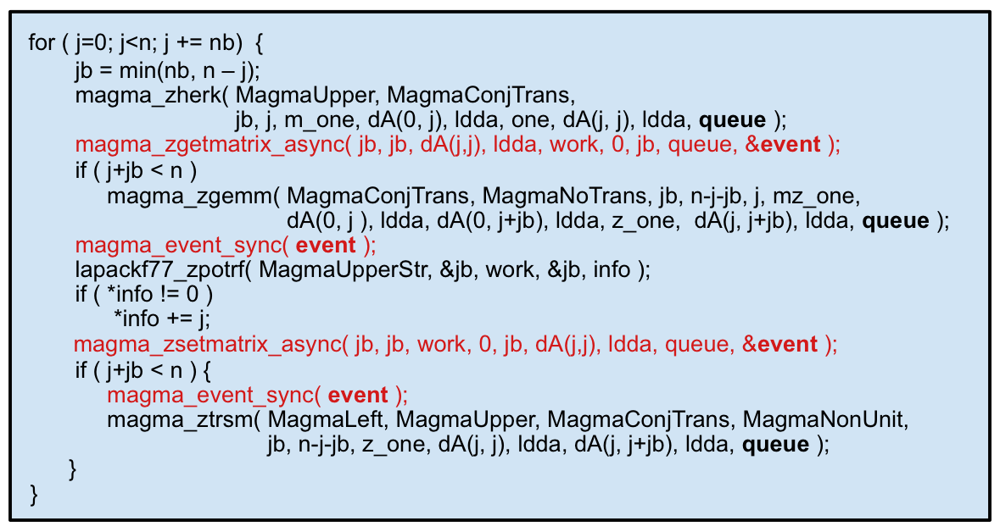 for ( j=0; j<n; j += nb) {
jb = min(nb, n – j);
magma_zherk( MagmaUpper, MagmaConjTrans,
jb, j, m_one, dA(0, j), ldda, one, dA(j, j), ldda, queue );
magma_zgetmatrix_async( jb, jb, dA(j,j), ldda, work, 0, jb, queue, &event );
if ( j+jb < n )
magma_zgemm( MagmaConjTrans, MagmaNoTrans, jb, n-j-jb, j, mz_one,
dA(0, j ), ldda, dA(0, j+jb), ldda, z_one, dA(j, j+jb), ldda, queue );
magma_event_sync( event );
lapackf77_zpotrf( MagmaUpperStr, &jb, work, &jb, info );
if ( *info != 0 )
*info += j;
magma_zsetmatrix_async( jb, jb, work, 0, jb, dA(j,j), ldda, queue, &event );
if ( j+jb < n ) {
magma_event_sync( event );
magma_ztrsm( MagmaLeft, MagmaUpper, MagmaConjTrans, MagmaNonUnit,
jb, n-j-jb, z_one, dA(j, j), ldda, dA(j, j+jb), ldda, queue );
}
}